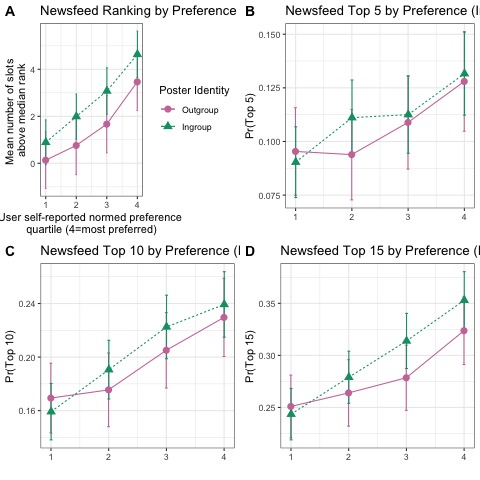 A
Newsfeed Ranking by Preference
Mean number of slots
above median rank
4
2
0
1 2 3 4
User self-reported normed preference
quartile (4=most preferred)
Poster Identity
Outgroup
Ingroup
B
Newsfeed Top 5 by Preference (I
Pr(Top 5)
0.150
0.125
0.100
0.075
1 2 3 4
C
Newsfeed Top 10 by Preference (I
Pr(Top 10)
0.24
0.20
0.16
1 2 3 4
D
Newsfeed Top 15 by Preference (I
Pr(Top 15)
0.35
0.30
0.25
1 2 3 4